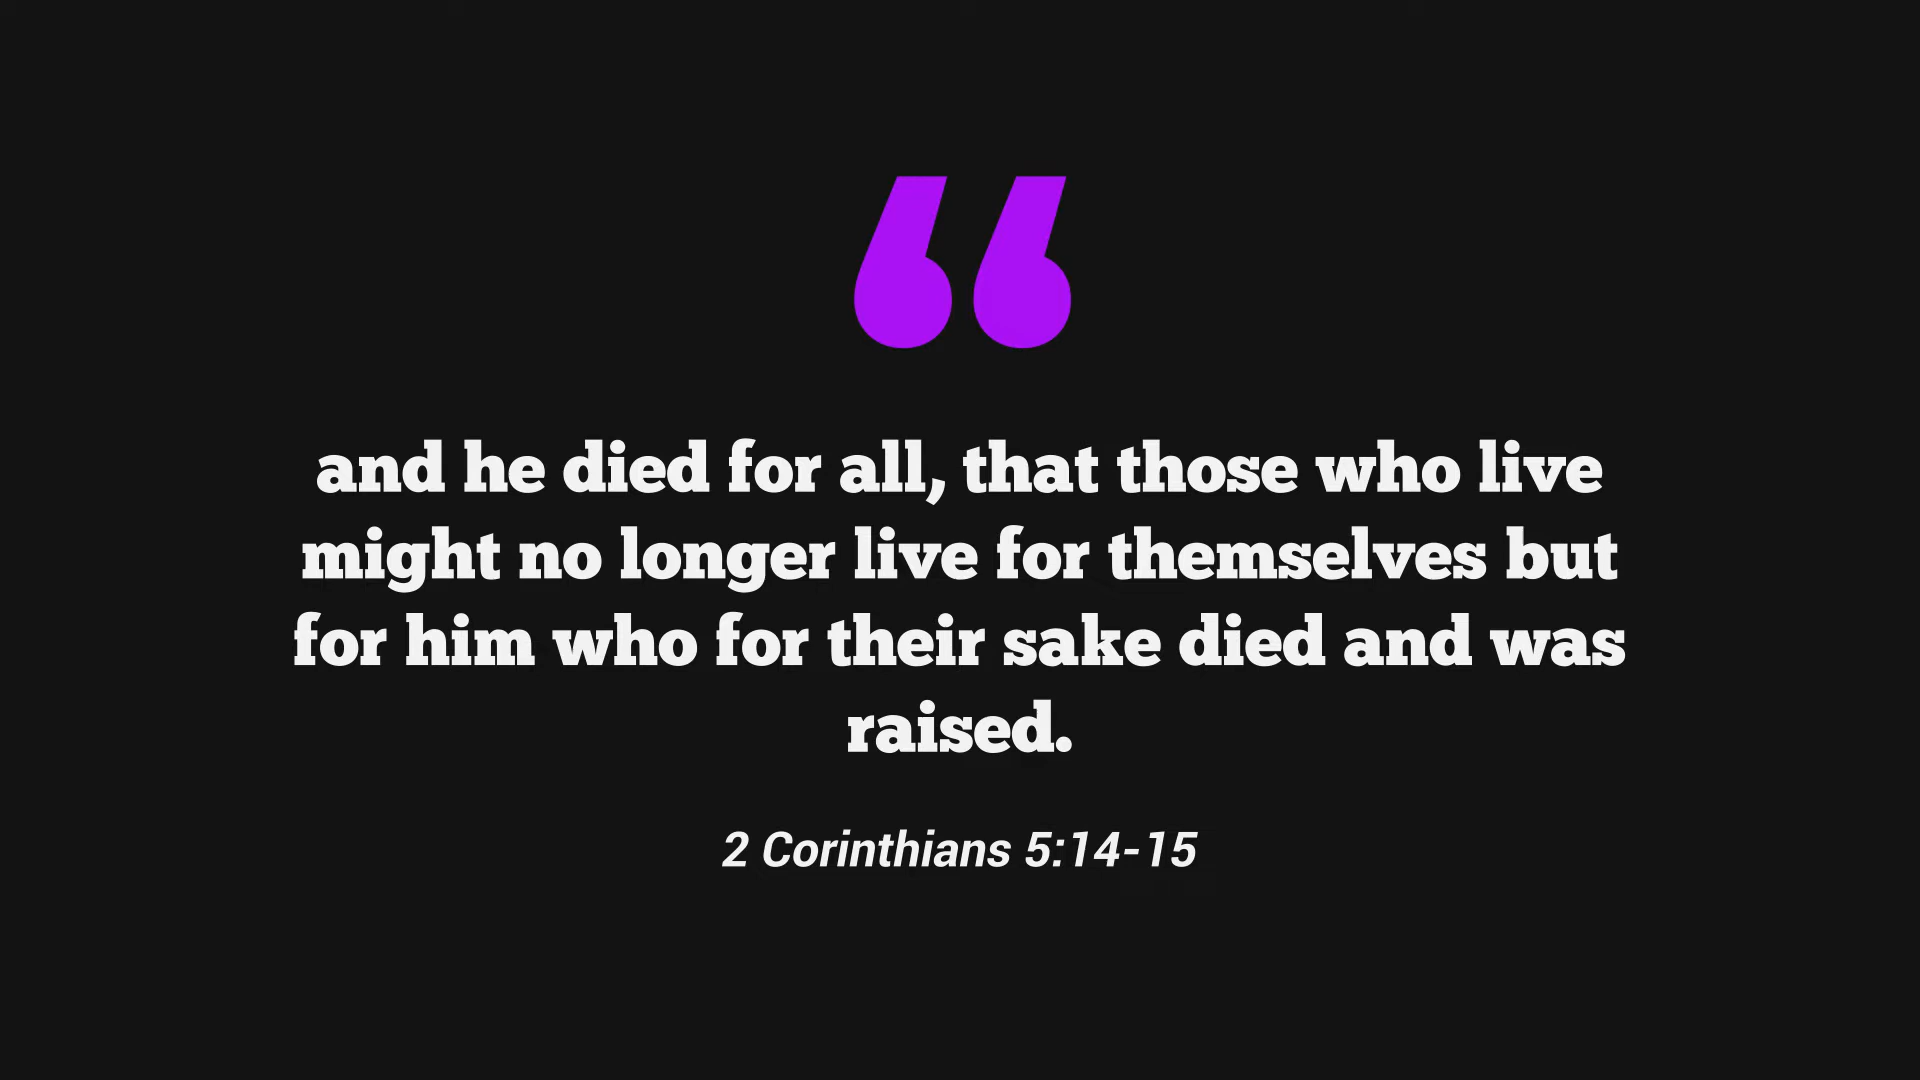 “
and he died for all, that those who live
might no longer live for themselves but
for him who for their sake died and was
raised.
2 Corinthians 5:14-15